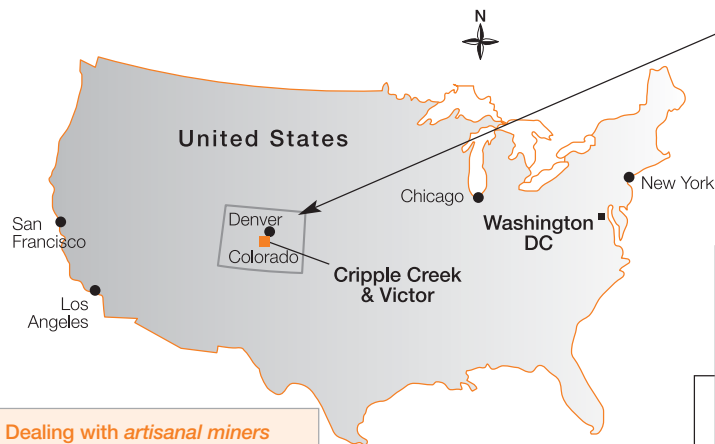 N
United States
Chicago
New York
Denver
Washington
DC
San
Francisco
Colorado
Cripple Creek
& Victor
Los
Angeles
Dealing with artisanal miners